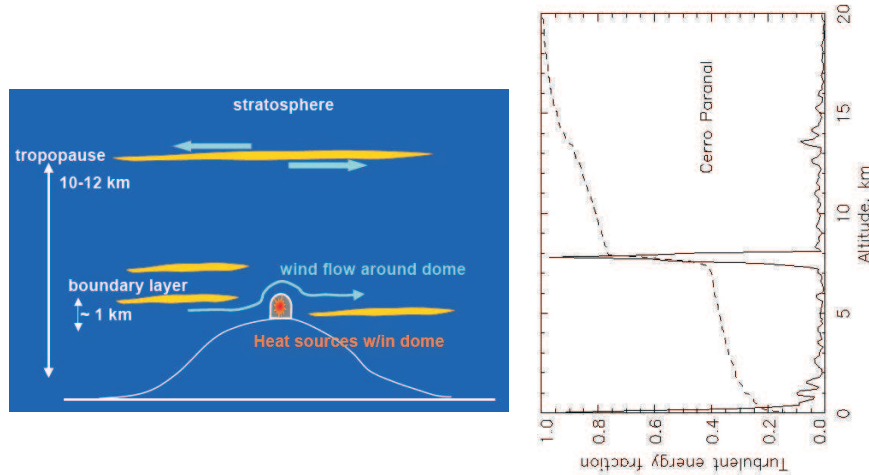 stratosphere
tropopause
10-12 km
wind flow around dome
boundary layer
~ 1 km
Heat sources w/in dome
Cerro Paranal
Turbulent energy fraction
1.0
0.8
0.6
0.4
0.2
0.0
Altitude, km
0
5
10
15
20